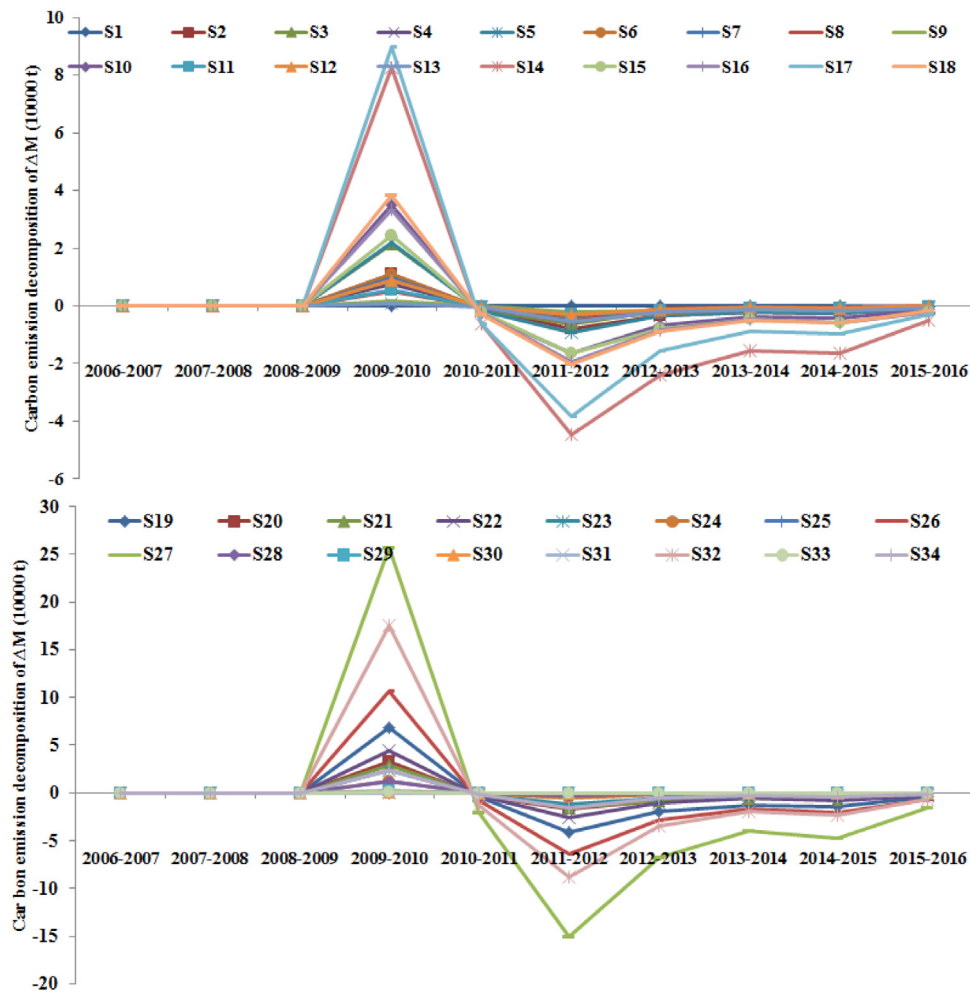 10
S1 S2 S3 S4 S5 S6 S7 S8 S9
S10 S11 S12 S13 S14 S15 S16 S17 S18
8
6
4
2
0
-2
-4
-6
Carbon emission decomposition of ΔM (10000 t)
2006-2007 2007-2008 2008-2009 2009-2010 2010-2011 2011-2012 2012-2013 2013-2014 2014-2015 2015-2016
30
S19 S20 S21 S22 S23 S24 S25 S26
S27 S28 S29 S30 S31 S32 S33 S34
25
20
15
10
5
0
-5
-10
-15
-20
Car bon emission decomposition of ΔM (10000 t)
2006-2007 2007-2008 2008-2009 2009-2010 2010-2011 2011-2012 2012-2013 2013-2014 2014-2015 2015-2016